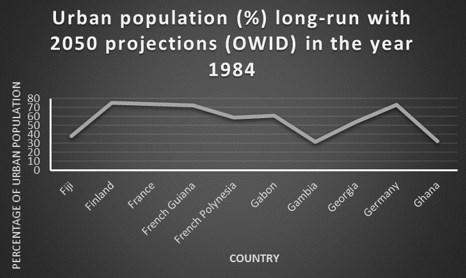 Urban population (%) long-run with
2050 projections (OWID) in the year
1984
PERCENTAGE OF URBAN POPULATION
80
70
60
50
40
30
20
10
0
Fiji
Finland
France
French Guiana
French Polynesia
Gabon
Gambia
Georgia
Germany
Ghana
COUNTRY